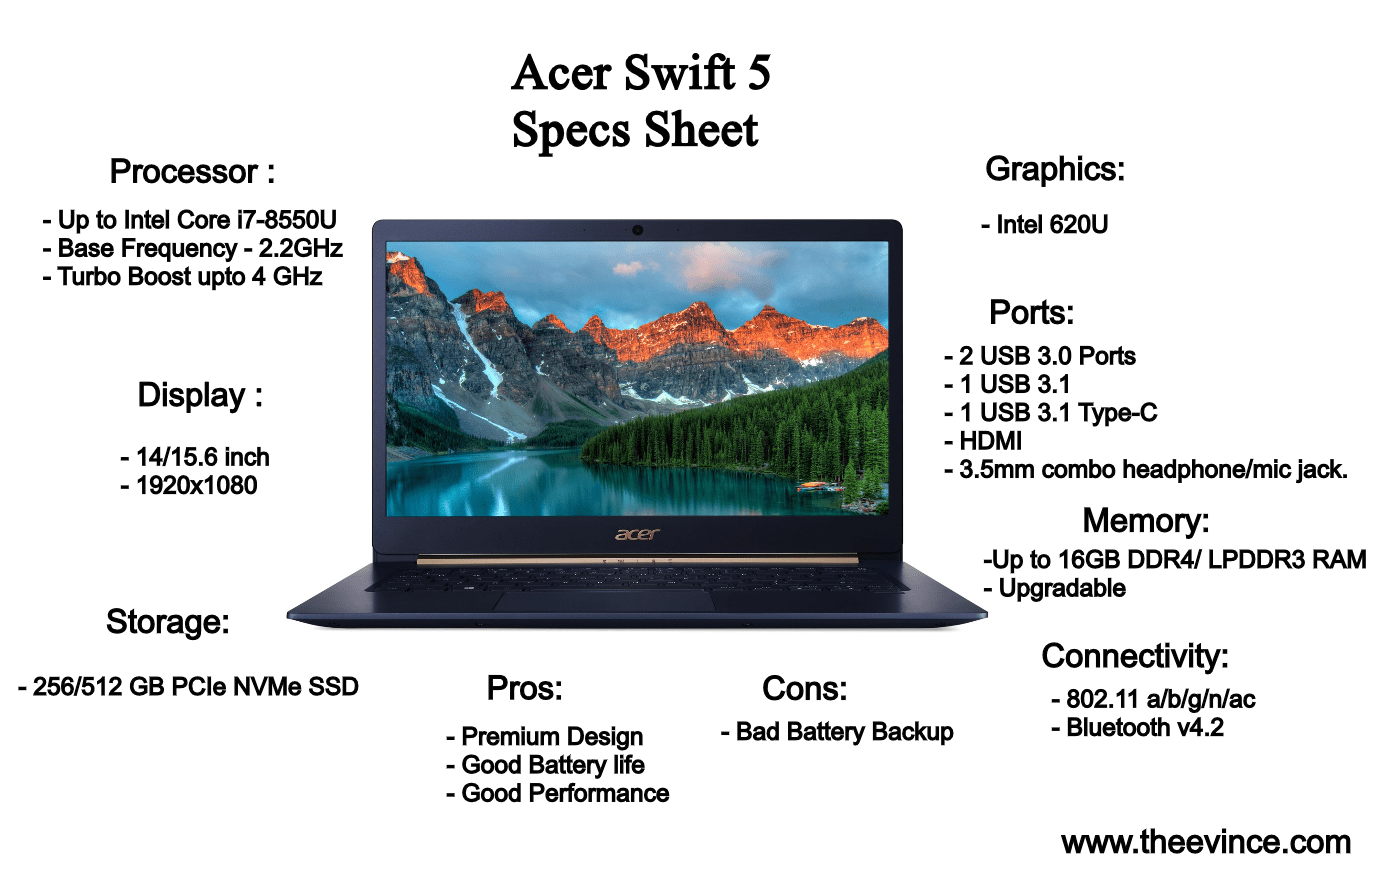 Acer Swift 5
Specs Sheet
Processor :
- Up to Intel Core i7-8550U
- Base Frequency - 2.2GHz
- Turbo Boost upto 4 GHz
Display :
- 14/15.6 inch
- 1920x1080
Storage:
- 256/512 GB PCIe NVMe SSD
acer
Graphics:
- Intel 620U
Ports:
- 2 USB 3.0 Ports
- 1 USB 3.1
- 1 USB 3.1 Type-C
- HDMI
- 3.5mm combo headphone/mic jack.
Memory:
-Up to 16GB DDR4/ LPDDR3 RAM
- Upgradable
Connectivity:
- 802.11 a/b/g/n/ac
- Bluetooth v4.2
Pros:
- Premium Design
- Good Battery life
- Good Performance
Cons:
- Bad Battery Backup
www.theevince.com